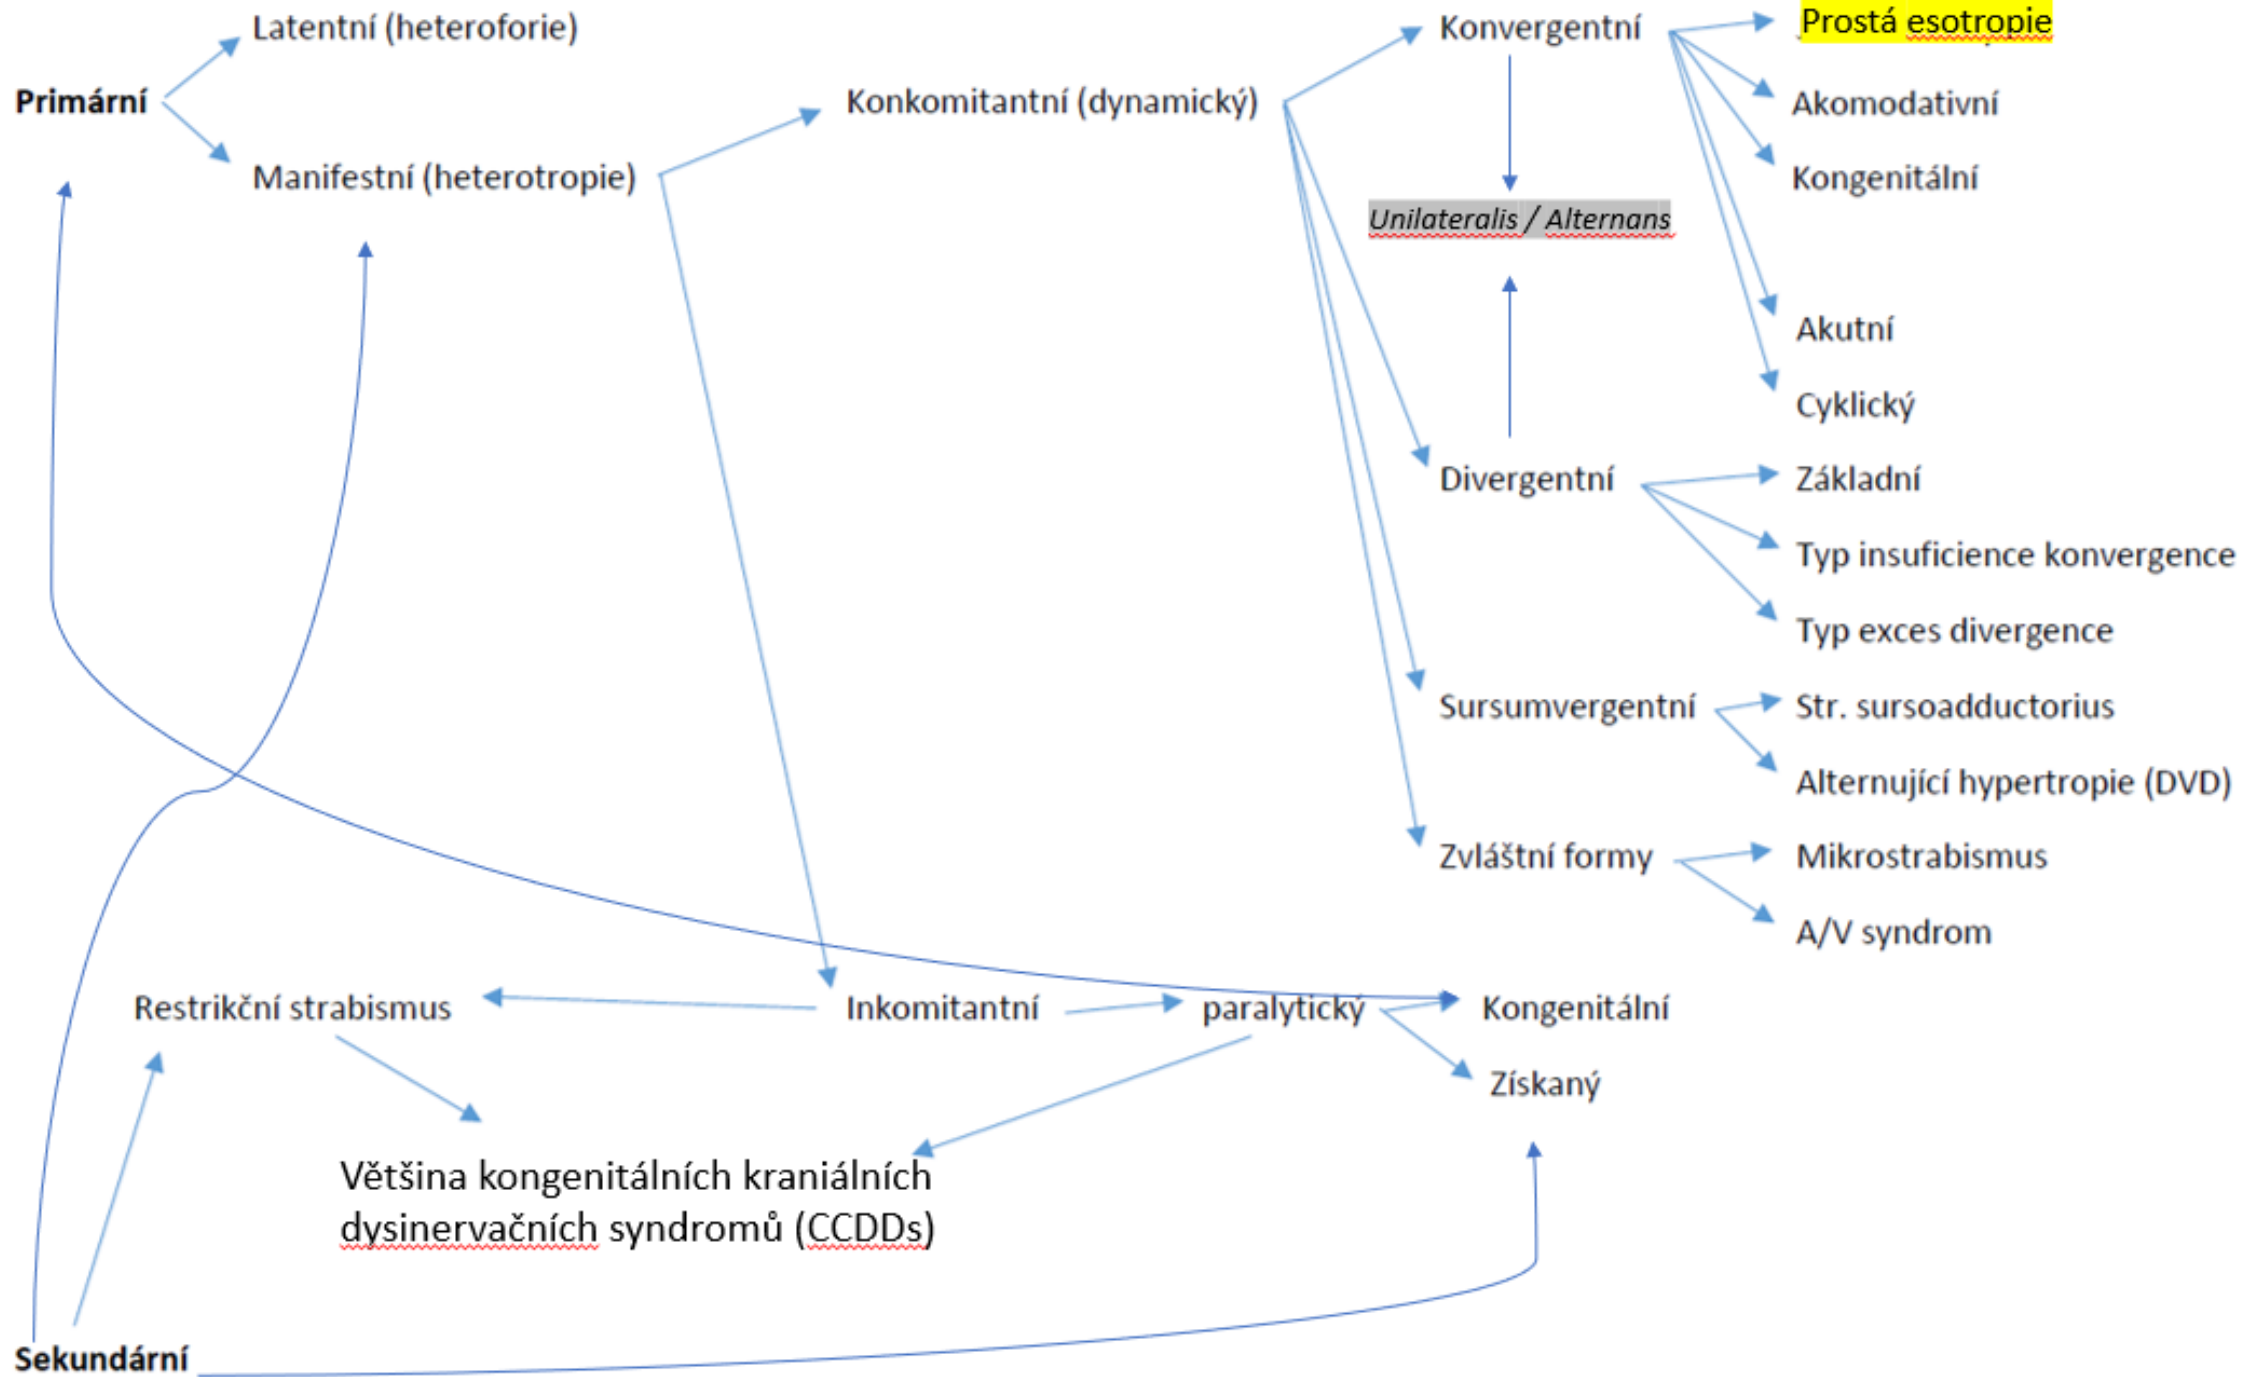 Latentní (heteroforie)
Konvergentní
Prostá esotropie
Primární
Konkomitantní (dynamický)
Akomodativní
Manifestní (heterotropie)
Kongenitální
Unilateralis / Alternans
Akutní
Cyklický
Divergentní
Základní
Typ insuficience konvergence
Typ exces divergence
Sursumvergentní
Str. sursoadductorius
Alternující hypertropie (DVD)
Zvláštní formy
Mikrostrabismus
A/V syndrom
Restrikční strabismus
Inkomitantní
paralytický
Kongenitální
Získaný
Většina kongenitálních kraniálních
dysinervačních syndromů (CCDDs)
Sekundární